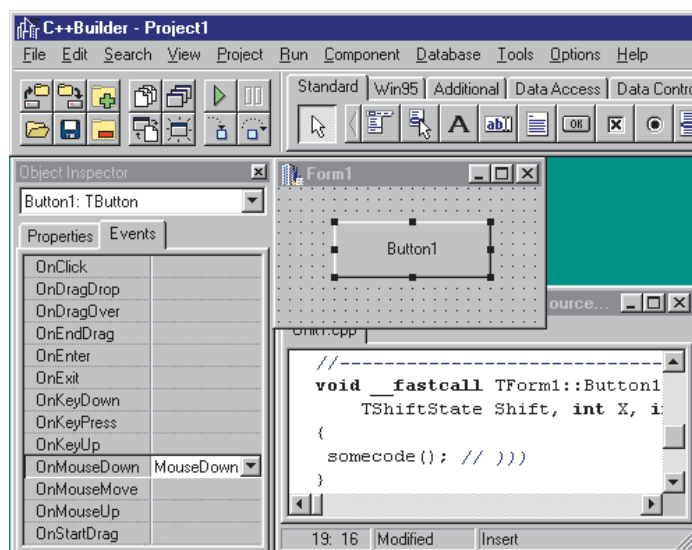 C++Builder - Project1
File Edit Search View Project Run Component Database Tools Options Help
Standard Win95 Additional Data Access Data Contro
A ab OK
Object Inspector
Button1: TButton
Properties Events
OnClick
OnDragDrop
OnDragOver
OnEndDrag
OnEnter
OnExit
OnKeyDown
OnKeyPress
OnKeyUp
OnMouseDown MouseDown
OnMouseMove
OnMouseUp
OnStartDrag
Form1
Button1
ource...
Unit1.cpp
//------------------------------
void __fastcall TForm1::Button1
TShiftState Shift, int X, i
{
somecode(); // )))
}
19: 16 Modified Insert